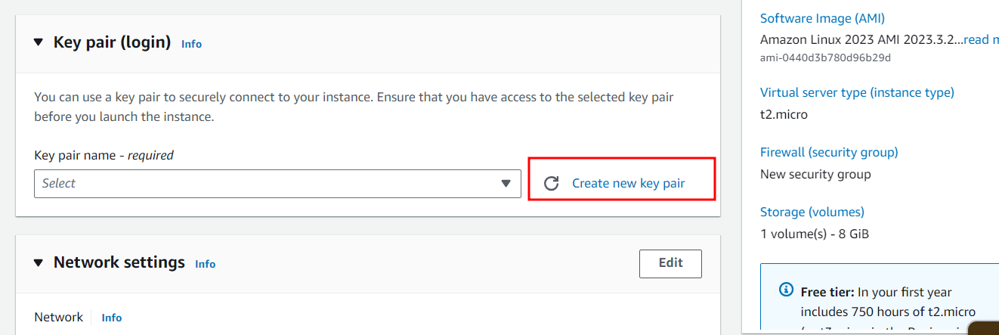 Key pair (login) Info
You can use a key pair to securely connect to your instance. Ensure that you have access to the selected key pair
before you launch the instance.
Key pair name - required
Select
Create new key pair
Network settings Info
Edit
Network Info
Software Image (AMI)
Amazon Linux 2023 AMI 2023.3.2...read
ami-0440d3b780d96b29d
Virtual server type (instance type)
t2.micro
Firewall (security group)
New security group
Storage (volumes)
1 volume(s) - 8 GiB
Free tier: In your first year
includes 750 hours of t2.micro